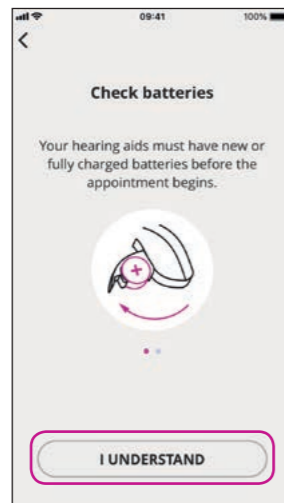 09:41
100%
Check batteries
Your hearing aids must have new or
fully charged batteries before the
appointment begins.
I UNDERSTAND